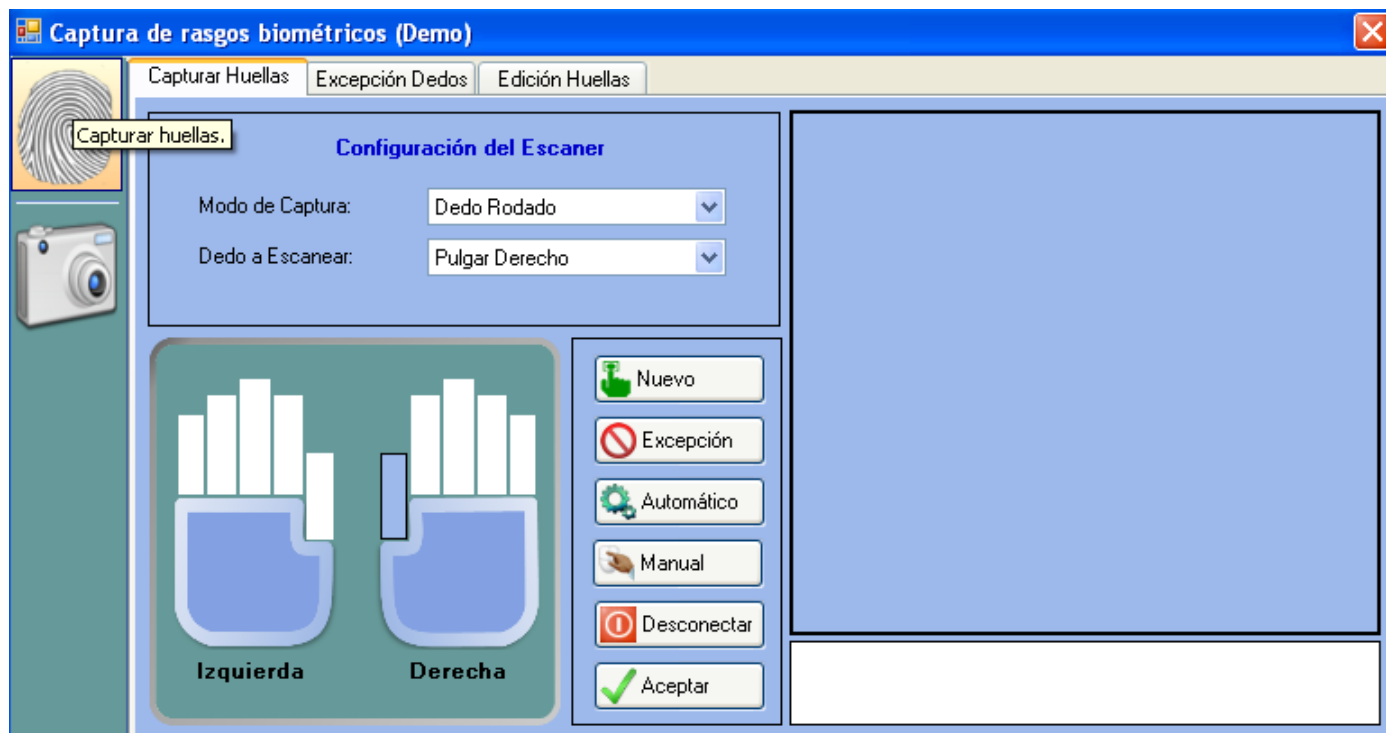 Captura de rasgos biométricos (Demo)
Capturar Huellas
Excepción Dedos
Edición Huellas
Capturar huellas.
Configuración del Escaner
Modo de Captura:
Dedo Rodado
Dedo a Escanear:
Pulgar Derecho
Nuevo
Excepción
Automático
Manual
Desconectar
Aceptar
Izquierda
Derecha